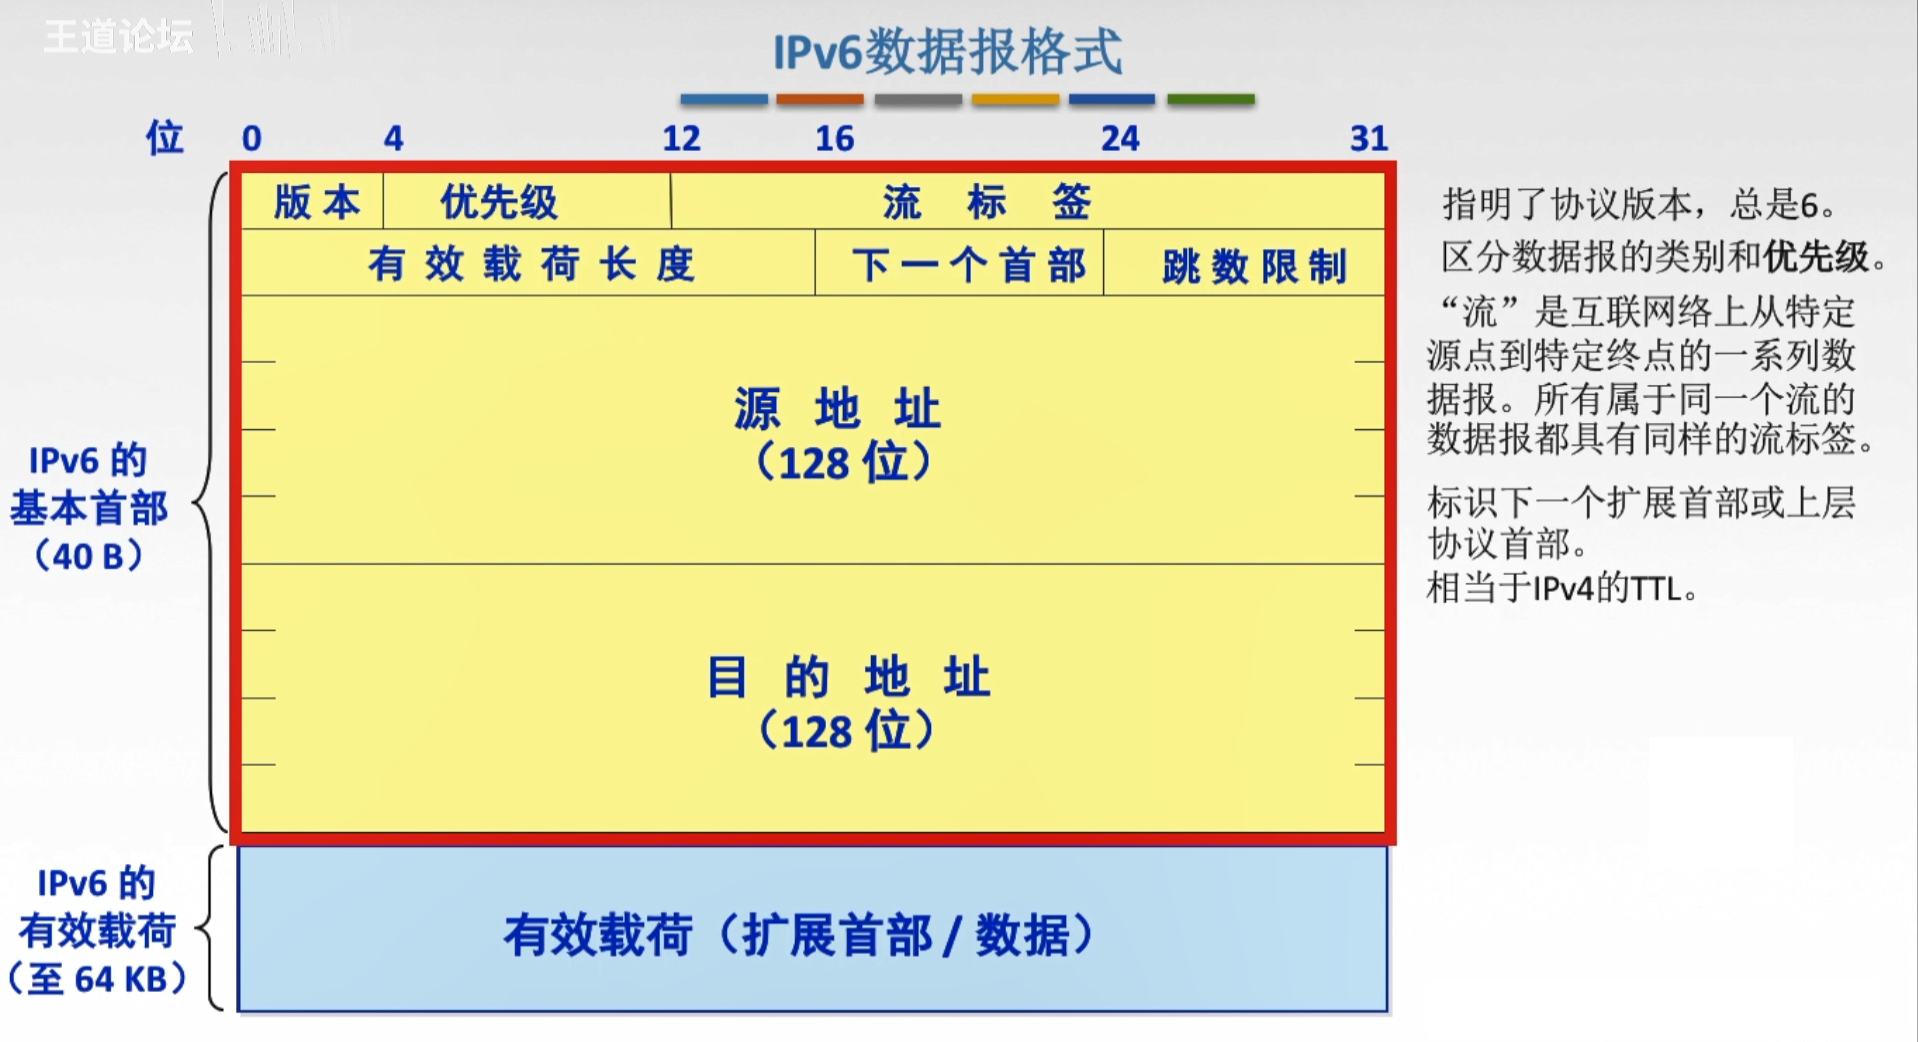 王道论坛
IPv6数据报格式
位 0 4 12 16 24 31
版本 优先级 流标签
有效载荷长度 下一个首部 跳数限制
源地址
（128 位）
目的地址
（128 位）
IPv6 的
基本首部
（40 B）
IPv6 的
有效载荷
（至 64 KB）
有效载荷（扩展首部 / 数据）
指明了协议版本，总是6。
区分数据报的类别和优先级。
“流”是互联网络上从特定
源点到特定终点的一系列数
据报。所有属于同一个流的
数据报都具有同样的流标签。
标识下一个扩展首部或上层
协议首部。
相当于IPv4的TTL。